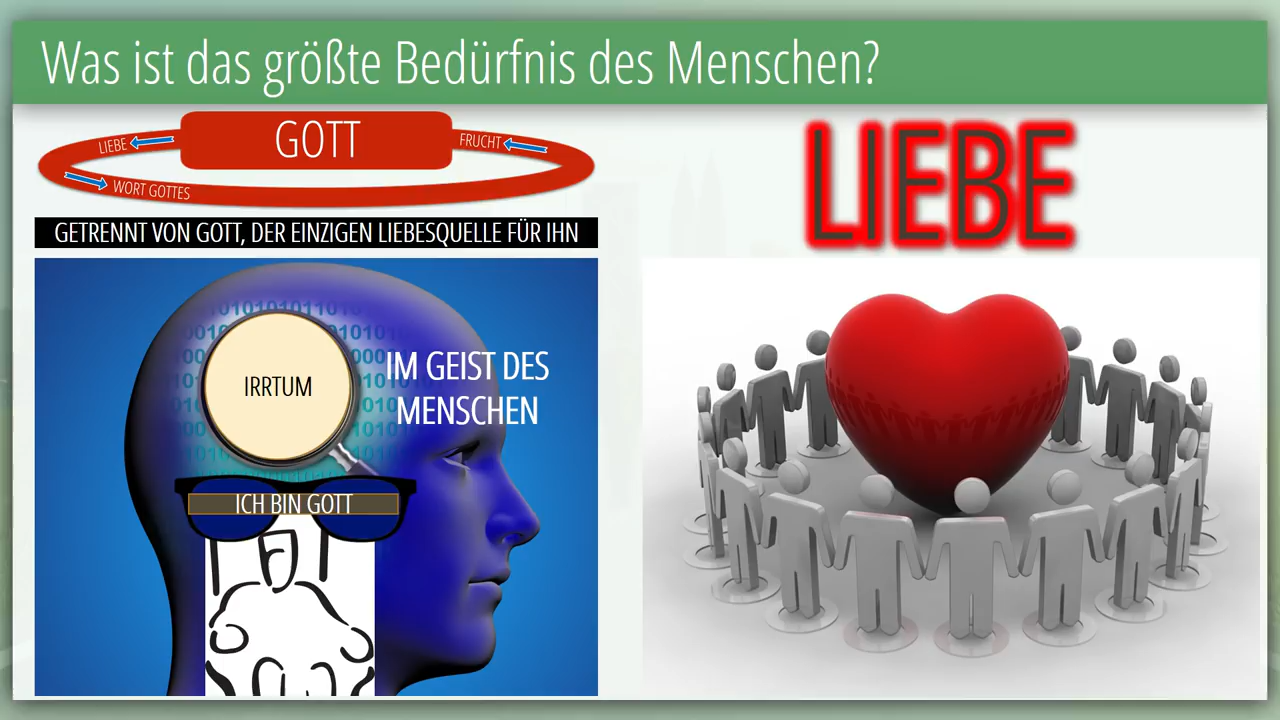 Was ist das größte Bedürfnis des Menschen?
GOTT
LIEBE
FRUCHT
WORT GOTTES
LIEBE
GETRENNT VON GOTT, DER EINZIGEN LIEBESQUELLE FÜR IHN
IM GEIST DES
MENSCHEN
IRRTUM
ICH BIN GOTT